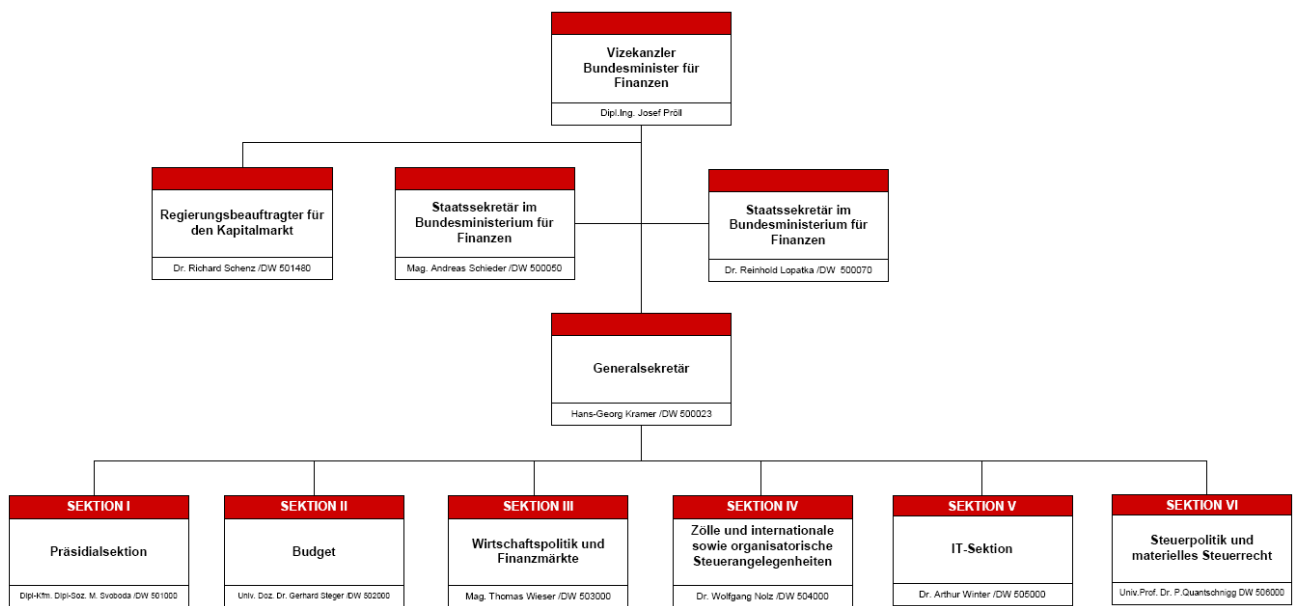 Vizekanzler
Bundesminister für
Finanzen
Dipl.Ing. Josef Pröll
Regierungsbeauftragter für
den Kapitalmarkt
Dr. Richard Schenz /DW 501480
Staatssekretär im
Bundesministerium für
Finanzen
Mag. Andreas Schieder /DW 500050
Staatssekretär im
Bundesministerium für
Finanzen
Dr. Reinhold Lopatka /DW  500070
Generalsekretär
Hans-Georg Kramer /DW 500023
SEKTION I
Präsidialsektion
Dipl-Kfm. Dipl-Soz. M. Svoboda /DW 501000
SEKTION II
Budget
Univ. Doz. Dr. Gerhard Steger /DW 502000
SEKTION III
Wirtschaftspolitik und
Finanzmärkte
Mag. Thomas Wieser /DW 503000
SEKTION IV
Zölle und internationale
sowie organisatorische
Steuerangelegenheiten
Dr. Wolfgang Nolz /DW 504000
SEKTION V
IT-Sektion
Dr. Arthur Winter /DW 505000
SEKTION VI
Steuerpolitik und
materielles Steuerrecht
Univ.Prof. Dr. P.Quantschnigg DW 506000